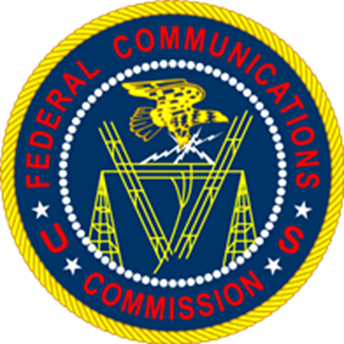 FEDERAL COMMUNICATIONS
COMMISSION
U S